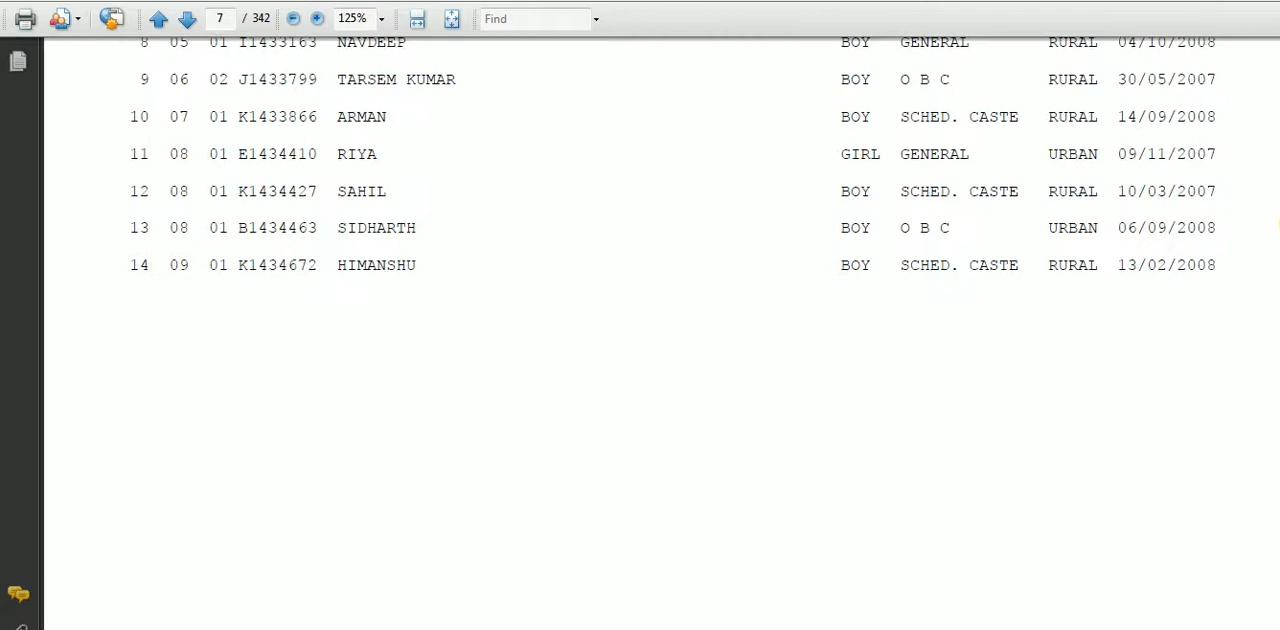 7 / 342 125% Find
8 05 01 I1433163 NAVDEEP BOY GENERAL RURAL 04/10/2008
9 06 02 J1433799 TARSEM KUMAR BOY O B C RURAL 30/05/2007
10 07 01 K1433866 ARMAN BOY SCHED. CASTE RURAL 14/09/2008
11 08 01 E1434410 RIYA GIRL GENERAL URBAN 09/11/2007
12 08 01 K1434427 SAHIL BOY SCHED. CASTE RURAL 10/03/2007
13 08 01 B1434463 SIDHARTH BOY O B C URBAN 06/09/2008
14 09 01 K1434672 HIMANSHU BOY SCHED. CASTE RURAL 13/02/2008